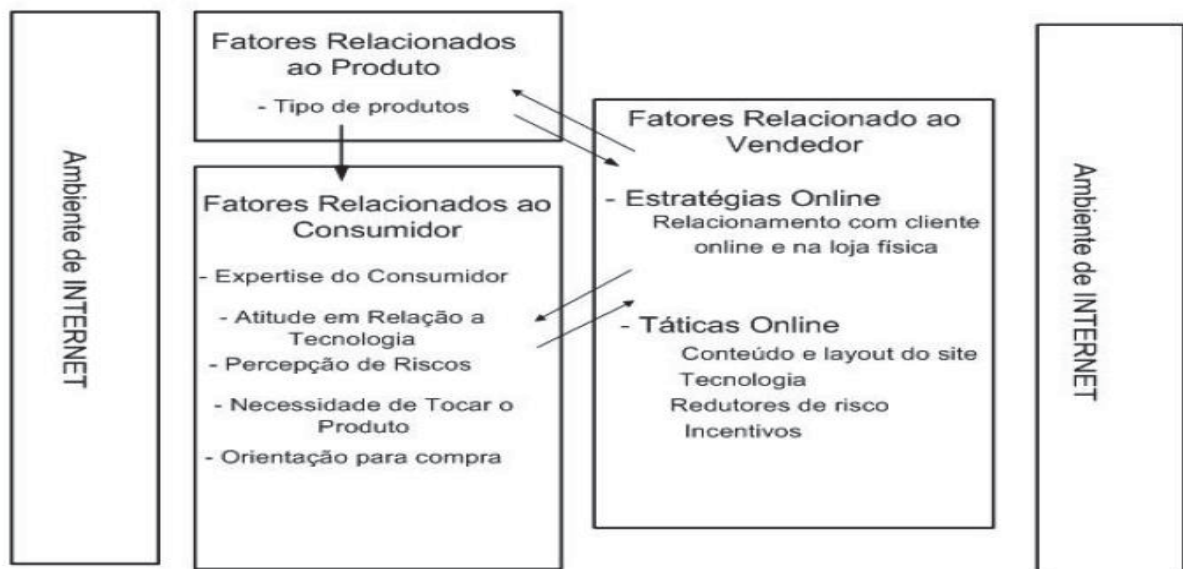 Ambiente de INTERNET
Fatores Relacionados
ao Produto
- Tipo de produtos
Fatores Relacionados ao
Consumidor
- Expertise do Consumidor
- Atitude em Relação a
Tecnologia
- Percepção de Riscos
- Necessidade de Tocar o
Produto
- Orientação para compra
Fatores Relacionado ao
Vendedor
- Estratégias Online
Relacionamento com cliente
online e na loja física
- Táticas Online
Conteúdo e layout do site
Tecnologia
Redutores de risco
Incentivos
Ambiente de INTERNET